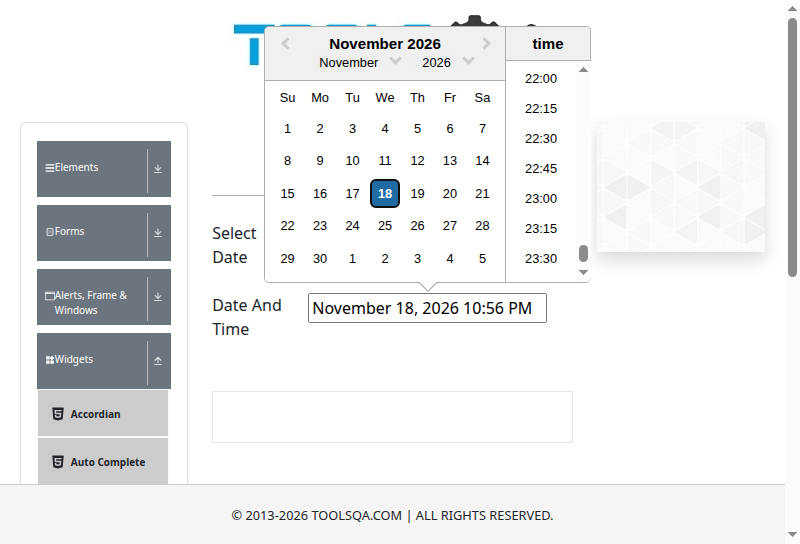 November 2026
November
2026
Su Mo Tu We Th Fr Sa
1 2 3 4 5 6 7
8 9 10 11 12 13 14
15 16 17 18 19 20 21
22 23 24 25 26 27 28
29 30 1 2 3 4 5
time
22:00
22:15
22:30
22:45
23:00
23:15
23:30
Elements
Forms
Alerts, Frame &
Windows
Widgets
Accordian
Auto Complete
Select
Date
Date And
Time
November 18, 2026 10:56 PM
© 2013-2026 TOOLSQA.COM | ALL RIGHTS RESERVED.